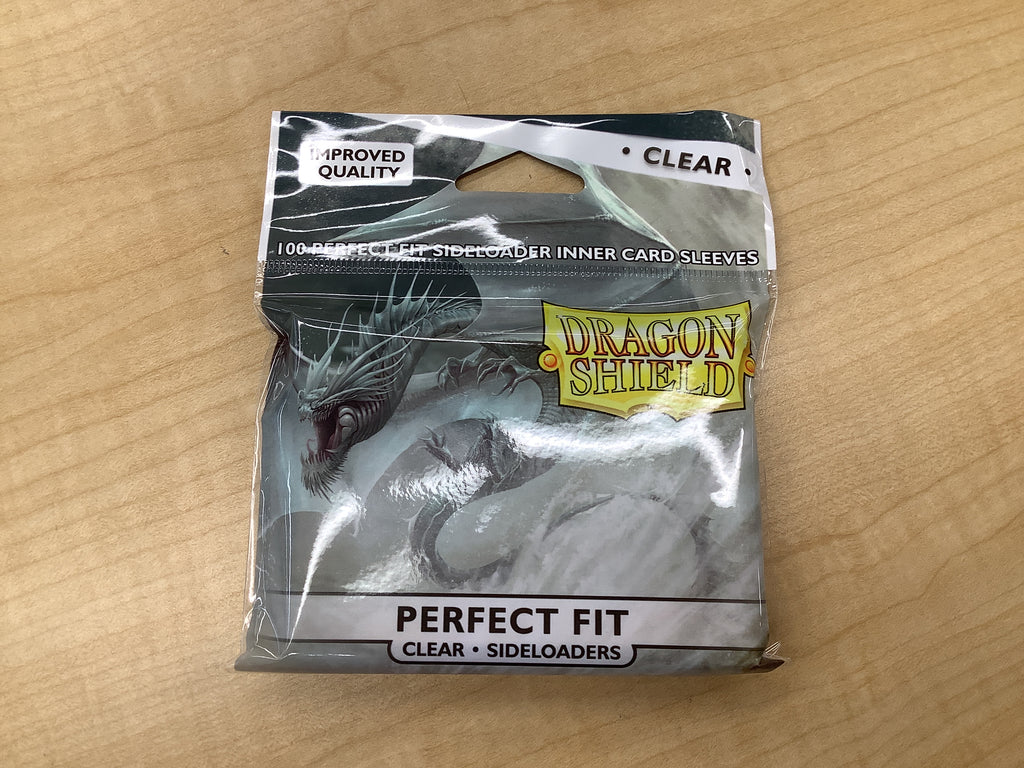 IMPROVED
QUALITY
• CLEAR •
100 PERFECT FIT SIDELOADER INNER CARD SLEEVES
DRAGON
SHIELD
PERFECT FIT
CLEAR • SIDELOADERS